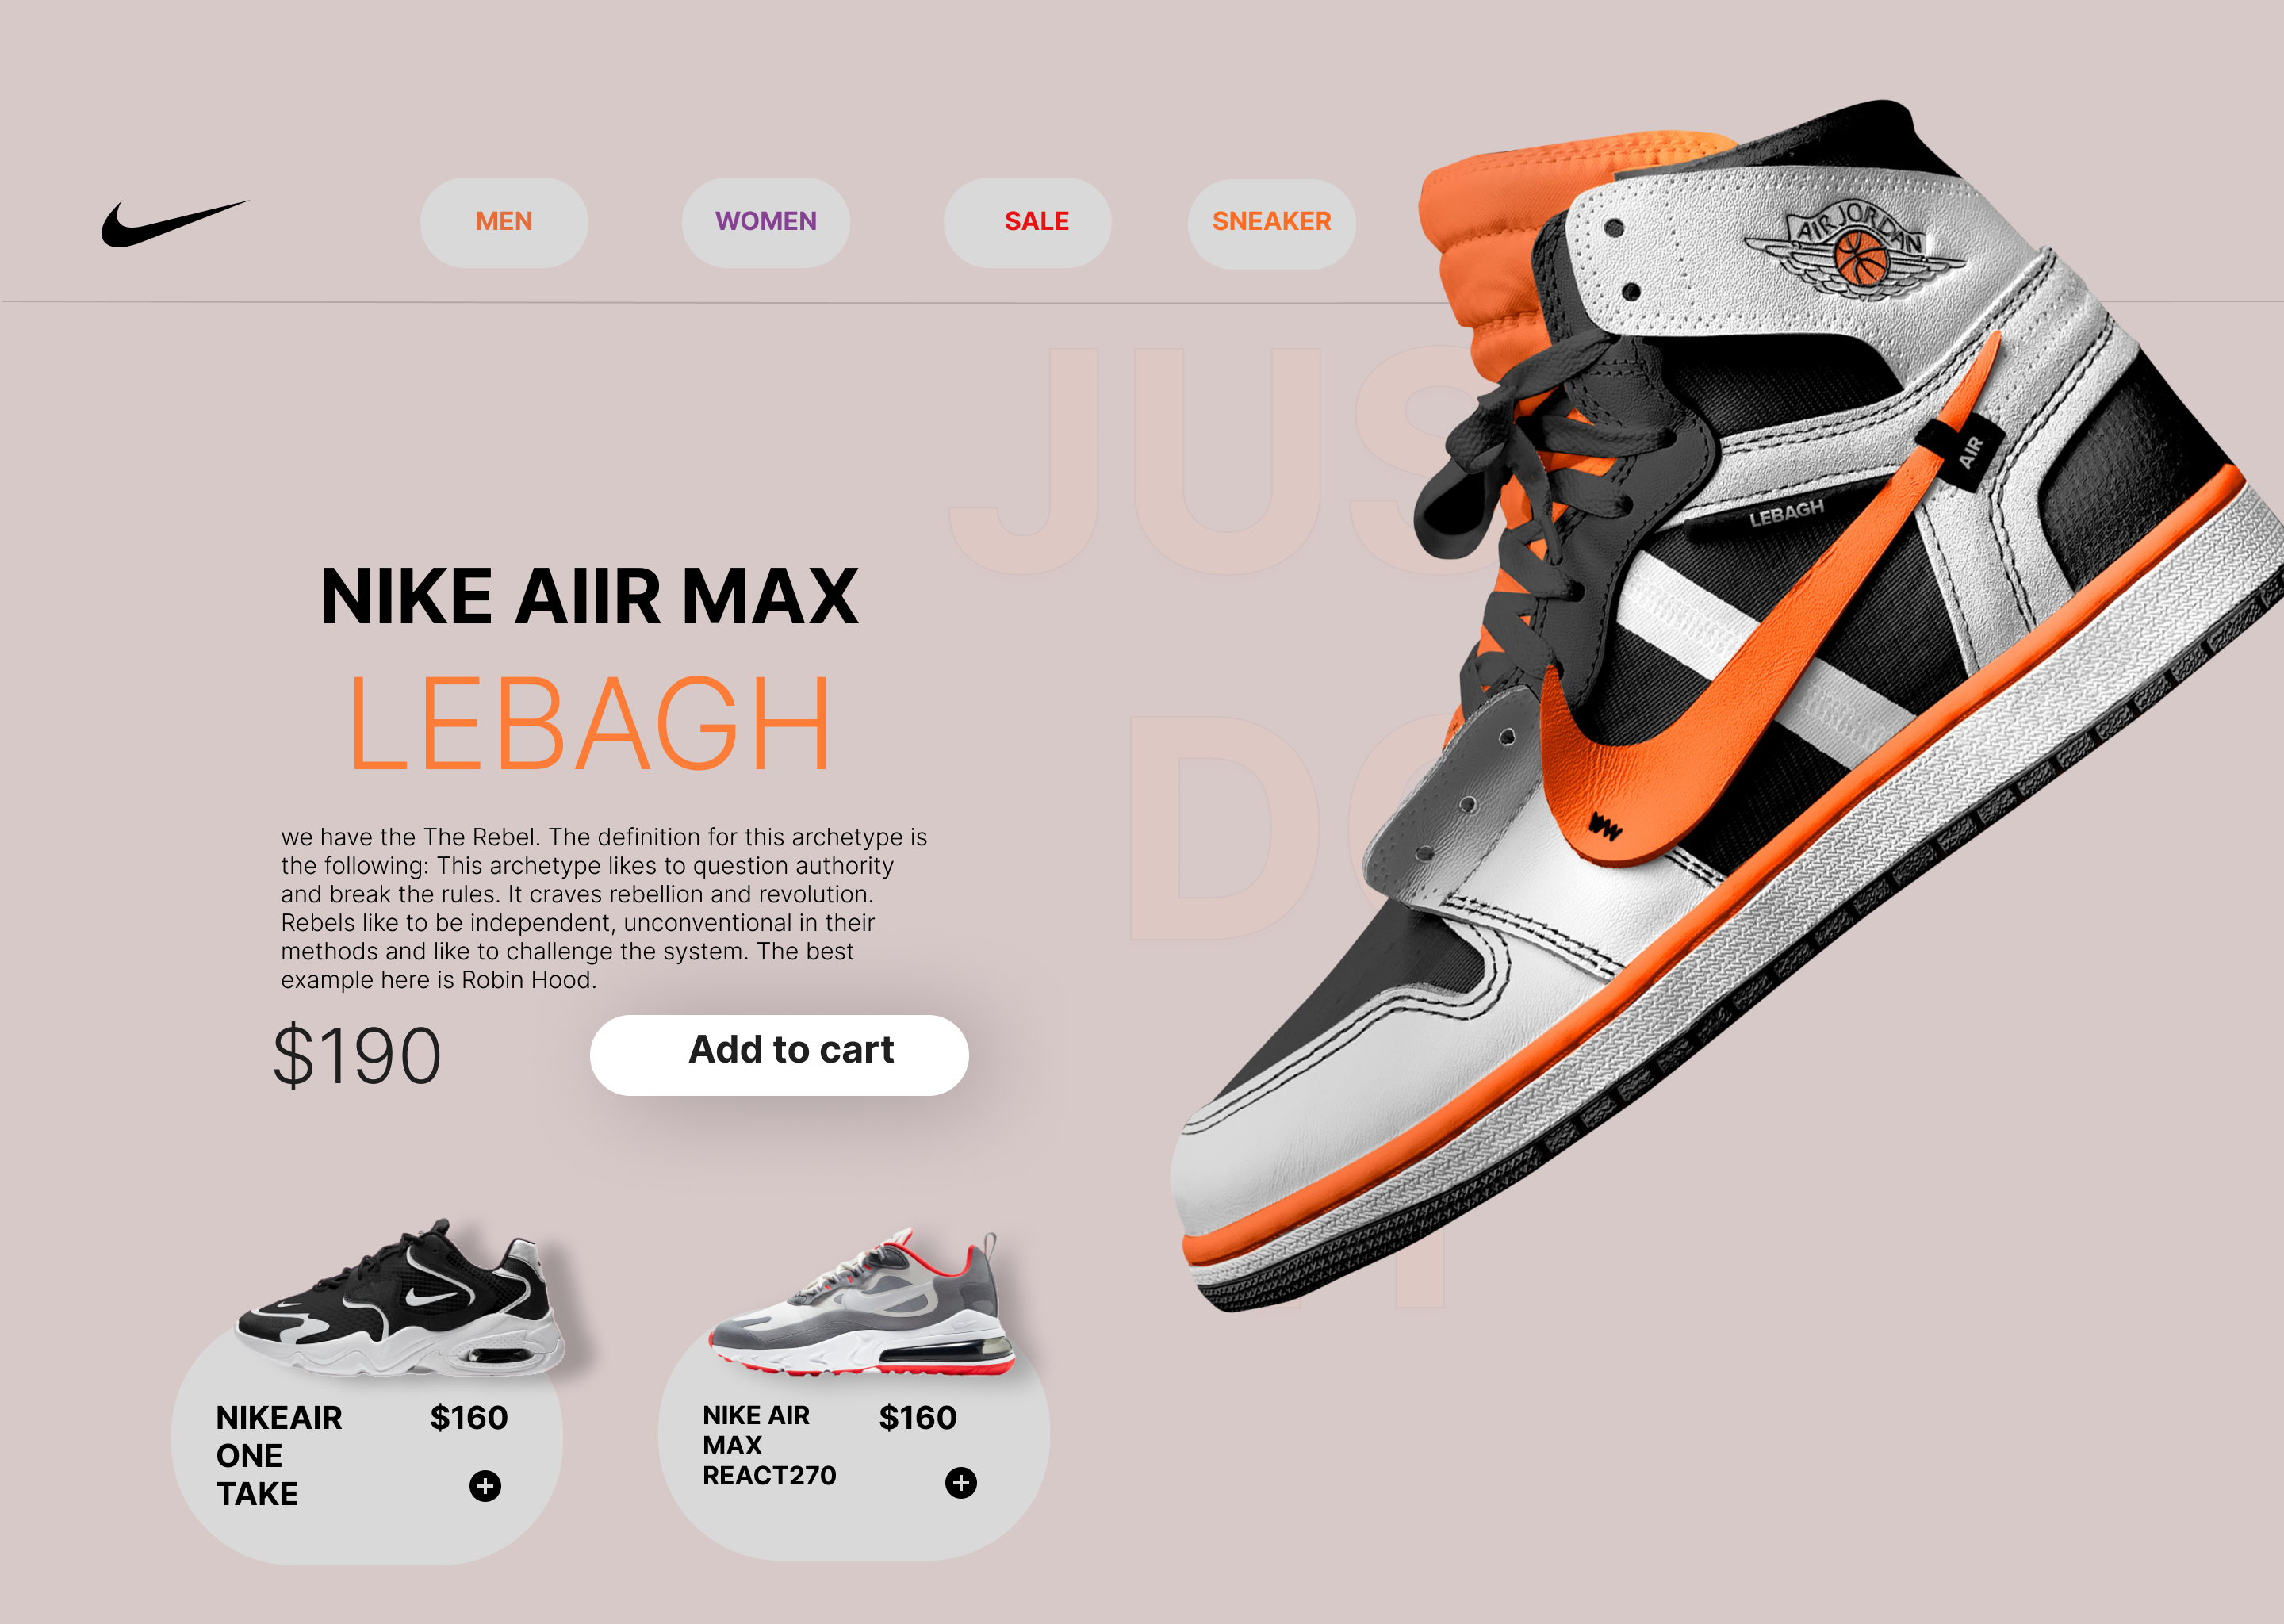 MEN
WOMEN
SALE
SNEAKER
AIR JORDAN
JUS
AIR
LEBAGH
NIKE AIIR MAX
LEBAGH
D
we have the The Rebel. The definition for this archetype is
the following: This archetype likes to question authority
and break the rules. It craves rebellion and revolution.
Rebels like to be independent, unconventional in their
methods and like to challenge the system. The best
example here is Robin Hood.
$190
Add to cart
NIKEAIR
ONE
TAKE
$160
NIKE AIR
MAX
REACT270
$160